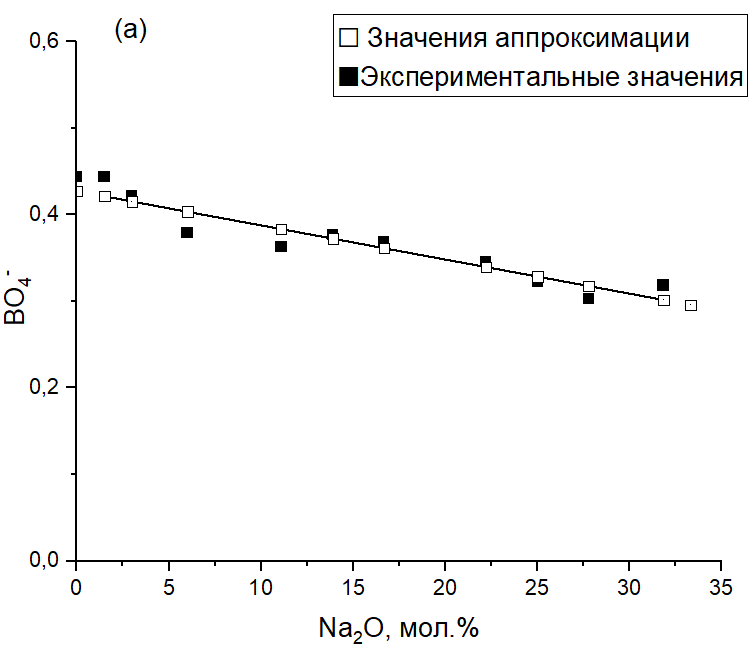 (a)
Значения аппроксимации
Экспериментальные значения
0,6
0,4
0,2
0,0
BO₄⁻
0 5 10 15 20 25 30 35
Na₂O, мол.%